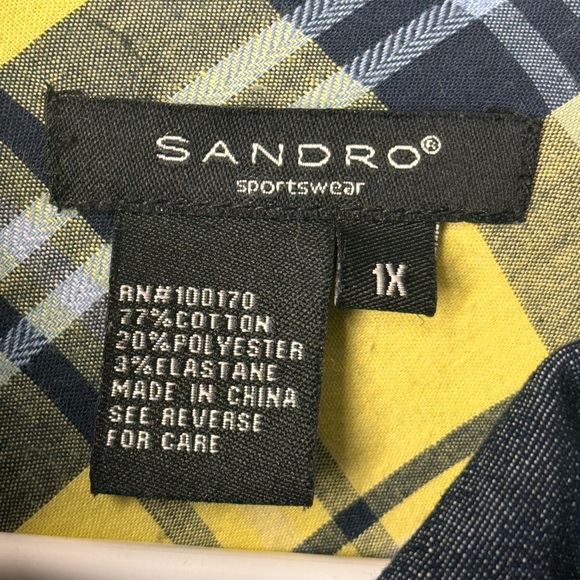 SANDRO®
sportswear
1X
RN#100170
77%COTTON
20%POLYESTER
3%ELASTANE
MADE IN CHINA
SEE REVERSE
FOR CARE